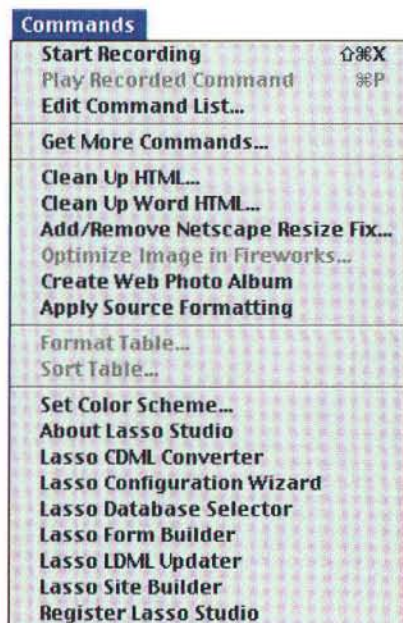 Commands
Start Recording ⇧⌘X
Play Recorded Command ⌘P
Edit Command List...
Get More Commands...
Clean Up HTML...
Clean Up Word HTML...
Add/Remove Netscape Resize Fix...
Optimize Image in Fireworks...
Create Web Photo Album
Apply Source Formatting
Format Table...
Sort Table...
Set Color Scheme...
About Lasso Studio
Lasso CDML Converter
Lasso Configuration Wizard
Lasso Database Selector
Lasso Form Builder
Lasso LDML Updater
Lasso Site Builder
Register Lasso Studio